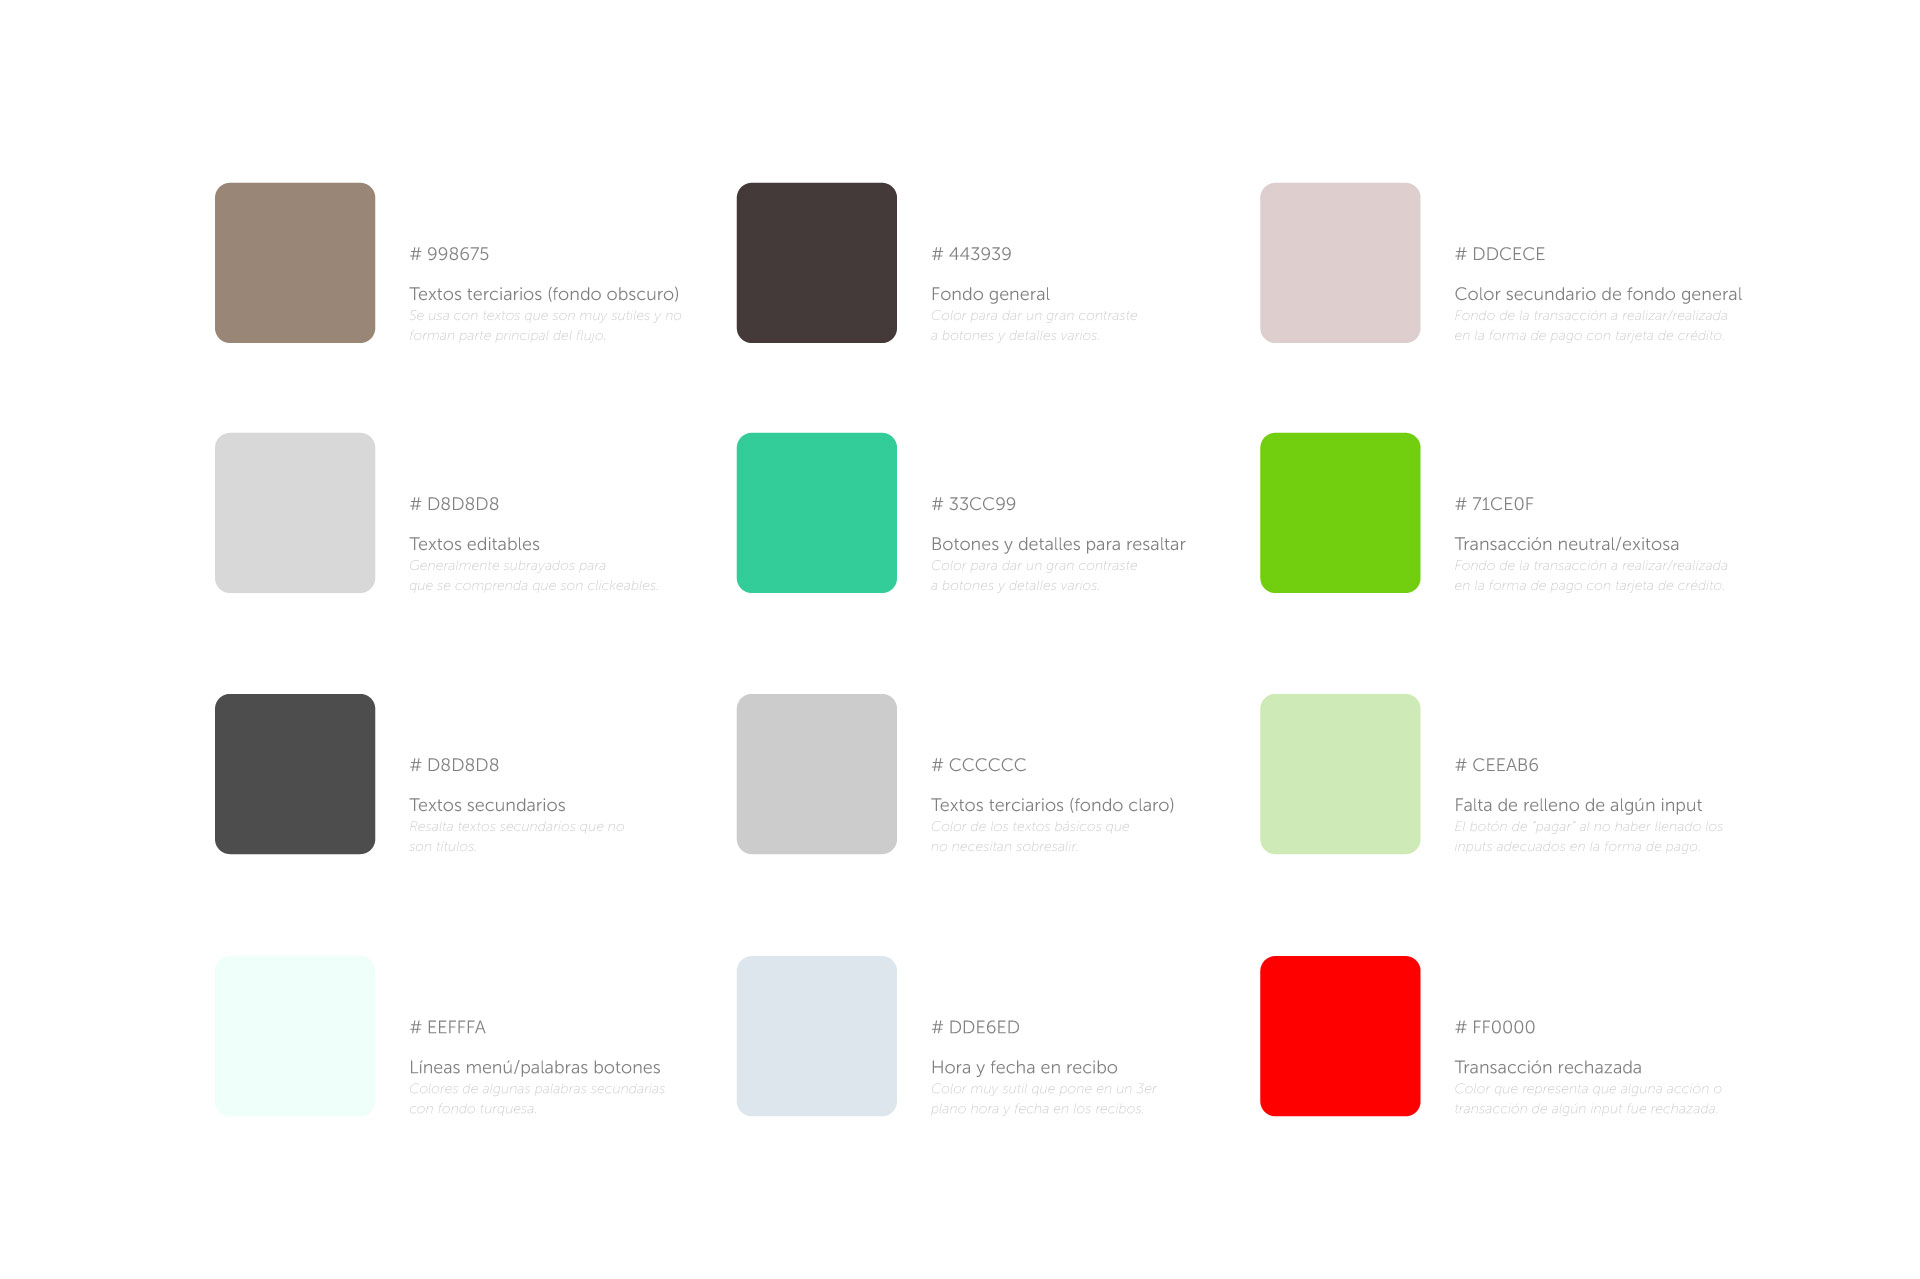 # 998675
Textos terciarios (fondo obscuro)
Se usa con textos que son muy sutiles y no
forman parte principal del flujo.
# 443939
Fondo general
Color para dar un gran contraste
a botones y detalles varios.
# DDCECE
Color secundario de fondo general
Fondo de la transacción a realizar/realizada
en la forma de pago con tarjeta de crédito.
# D8D8D8
Textos editables
Generalmente subrayados para
que se comprenda que son clickeables.
# 33CC99
Botones y detalles para resaltar
Color para dar un gran contraste
a botones y detalles varios.
# 71CE0F
Transacción neutral/exitosa
Fondo de la transacción a realizar/realizada
en la forma de pago con tarjeta de crédito.
# D8D8D8
Textos secundarios
Resalta textos secundarios que no
son títulos.
# CCCCCC
Textos terciarios (fondo claro)
Color de los textos básicos que
no necesitan sobresalir.
# CEEAB6
Falta de relleno de algún input
El botón de "pagar" al no haber llenado los
inputs adecuados en la forma de pago.
# EEFFFA
Líneas menú/palabras botones
Colores de algunas palabras secundarias
con fondo turquesa.
# DDE6ED
Hora y fecha en recibo
Color muy sutil que pone en un 3er
plano hora y fecha en los recibos.
# FF0000
Transacción rechazada
Color que representa que alguna acción o
transacción de algún input fue rechazada.